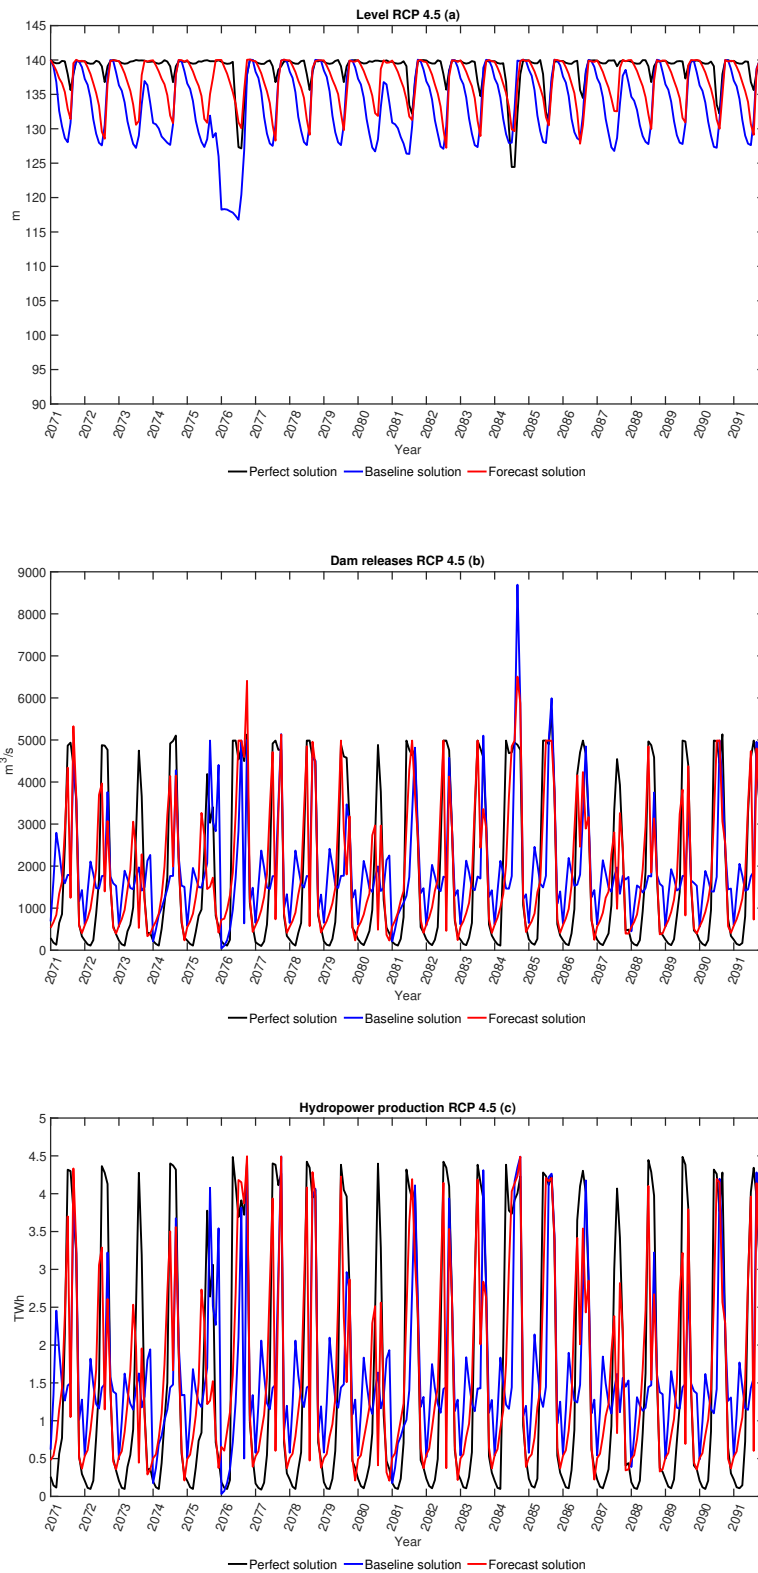 Level RCP 4.5 (a)
145
140
135
130
125
120
115
110
105
100
95
90
m
2071 2072 2073 2074 2075 2076 2077 2078 2079 2080 2081 2082 2083 2084 2085 2086 2087 2088 2089 2090 2091
Year
Perfect solution Baseline solution Forecast solution
Dam releases RCP 4.5 (b)
9000
8000
7000
6000
5000
4000
3000
2000
1000
0
m³/s
2071 2072 2073 2074 2075 2076 2077 2078 2079 2080 2081 2082 2083 2084 2085 2086 2087 2088 2089 2090 2091
Year
Perfect solution Baseline solution Forecast solution
Hydropower production RCP 4.5 (c)
5
4.5
4
3.5
3
2.5
2
1.5
1
0.5
0
TWh
2071 2072 2073 2074 2075 2076 2077 2078 2079 2080 2081 2082 2083 2084 2085 2086 2087 2088 2089 2090 2091
Year
Perfect solution Baseline solution Forecast solution